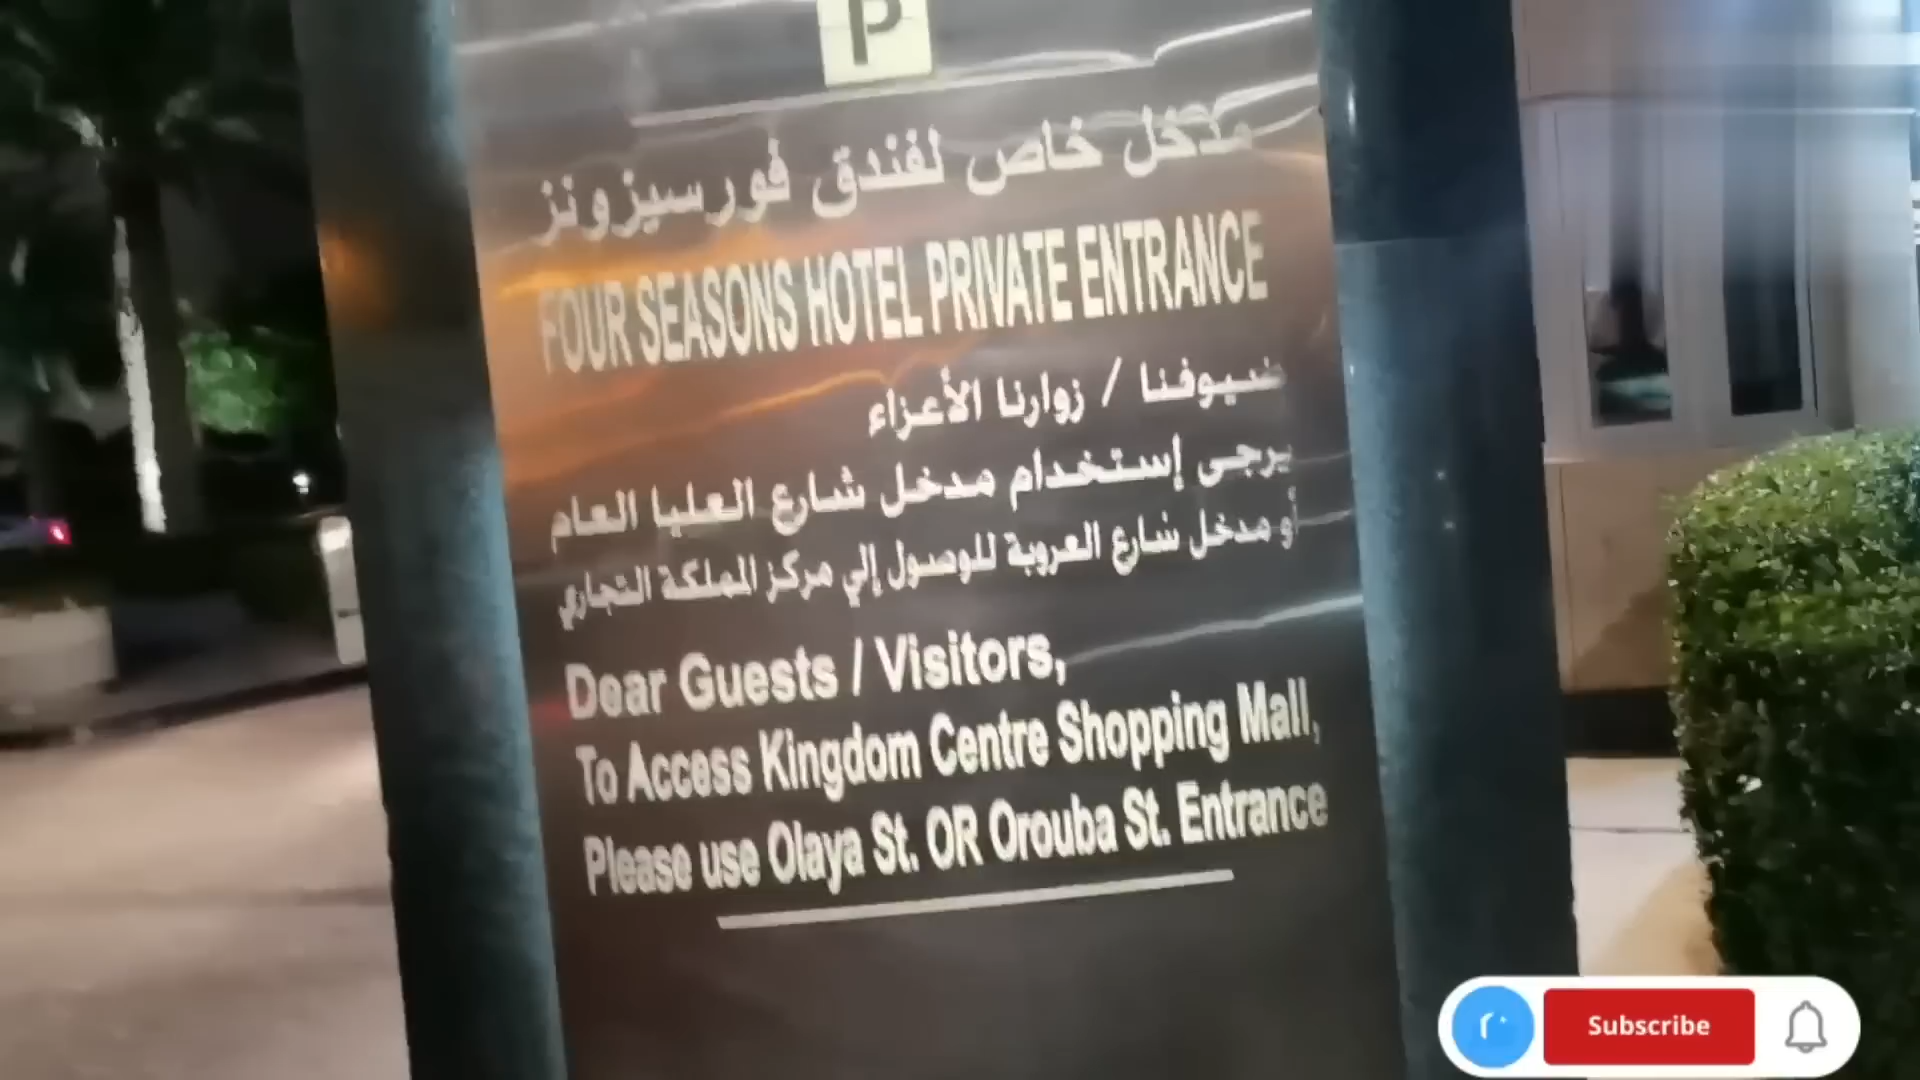 P
مدخل خاص لفندق فورسيزونز
FOUR SEASONS HOTEL PRIVATE ENTRANCE
ضيوفنا / زوارنا الأعزاء
يرجى إستخدام مدخل شارع العليا العام
أو مدخل شارع العروبة للوصول إلي مركز المملكة التجاري
Dear Guests / Visitors,
To Access Kingdom Centre Shopping Mall,
Please use Olaya St. OR Orouba St. Entrance
Subscribe